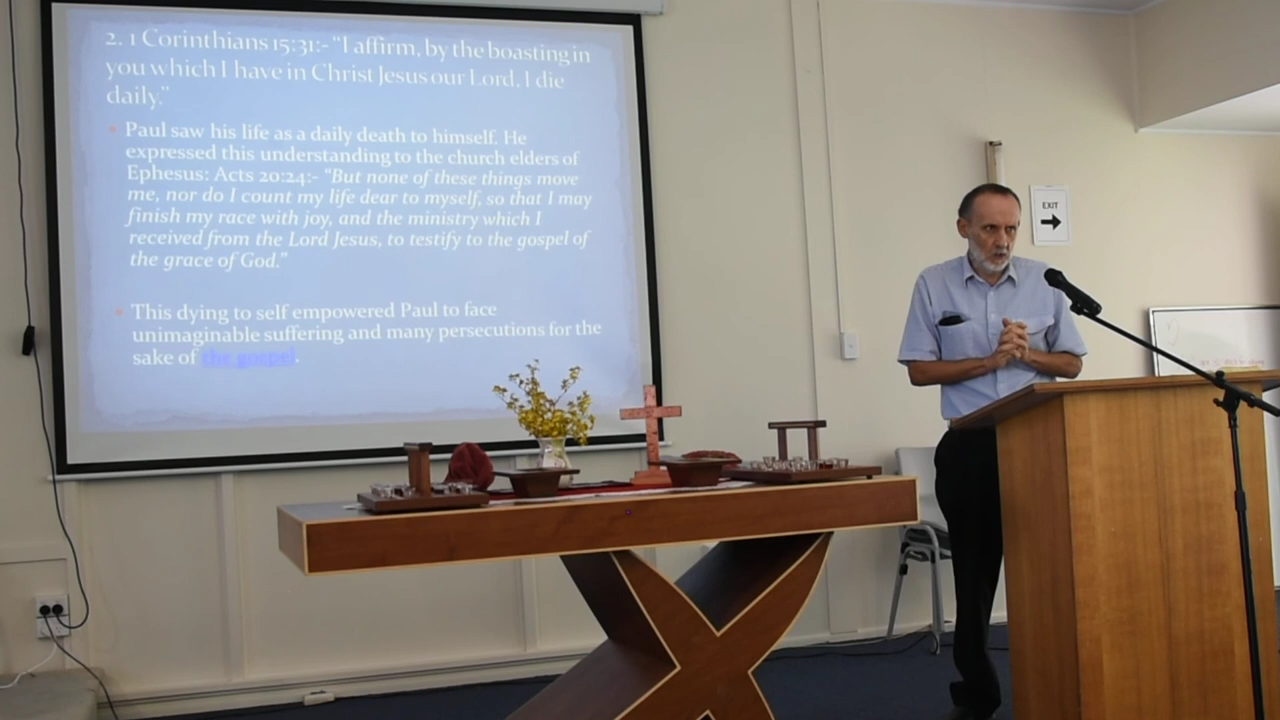 2. 1 Corinthians 15:31:- “I affirm, by the boasting in
you which I have in Christ Jesus our Lord, I die
daily.”
• Paul saw his life as a daily death to himself. He
expressed this understanding to the church elders of
Ephesus: Acts 20:24:- “But none of these things move
me, nor do I count my life dear to myself, so that I may
finish my race with joy, and the ministry which I
received from the Lord Jesus, to testify to the gospel of
the grace of God.”
• This dying to self empowered Paul to face
unimaginable suffering and many persecutions for the
sake of the gospel.
EXIT